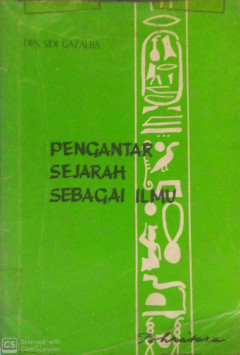 DRS. SIDI GAZALBA
PENGANTAR
SEJARAH
SEBAGAI ILMU
Bhratara
CS
Scanned with
CamScanner